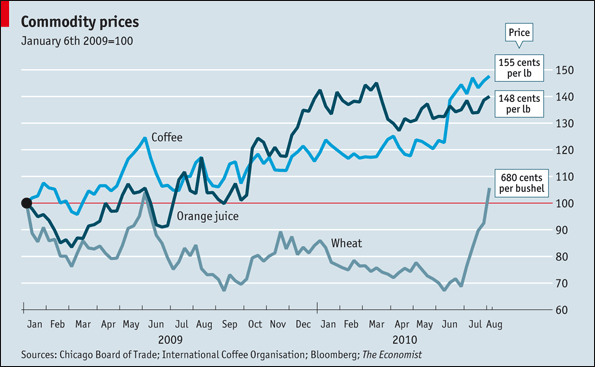 Commodity prices
January 6th 2009=100
Price
155 cents
per lb
148 cents
per lb
680 cents
per bushel
150
140
130
120
110
100
90
80
70
60
Coffee
Orange juice
Wheat
Jan Feb Mar Apr May Jun Jul Aug Sep Oct Nov Dec Jan Feb Mar Apr May Jun Jul Aug
2009 2010
Sources: Chicago Board of Trade; International Coffee Organisation; Bloomberg; The Economist